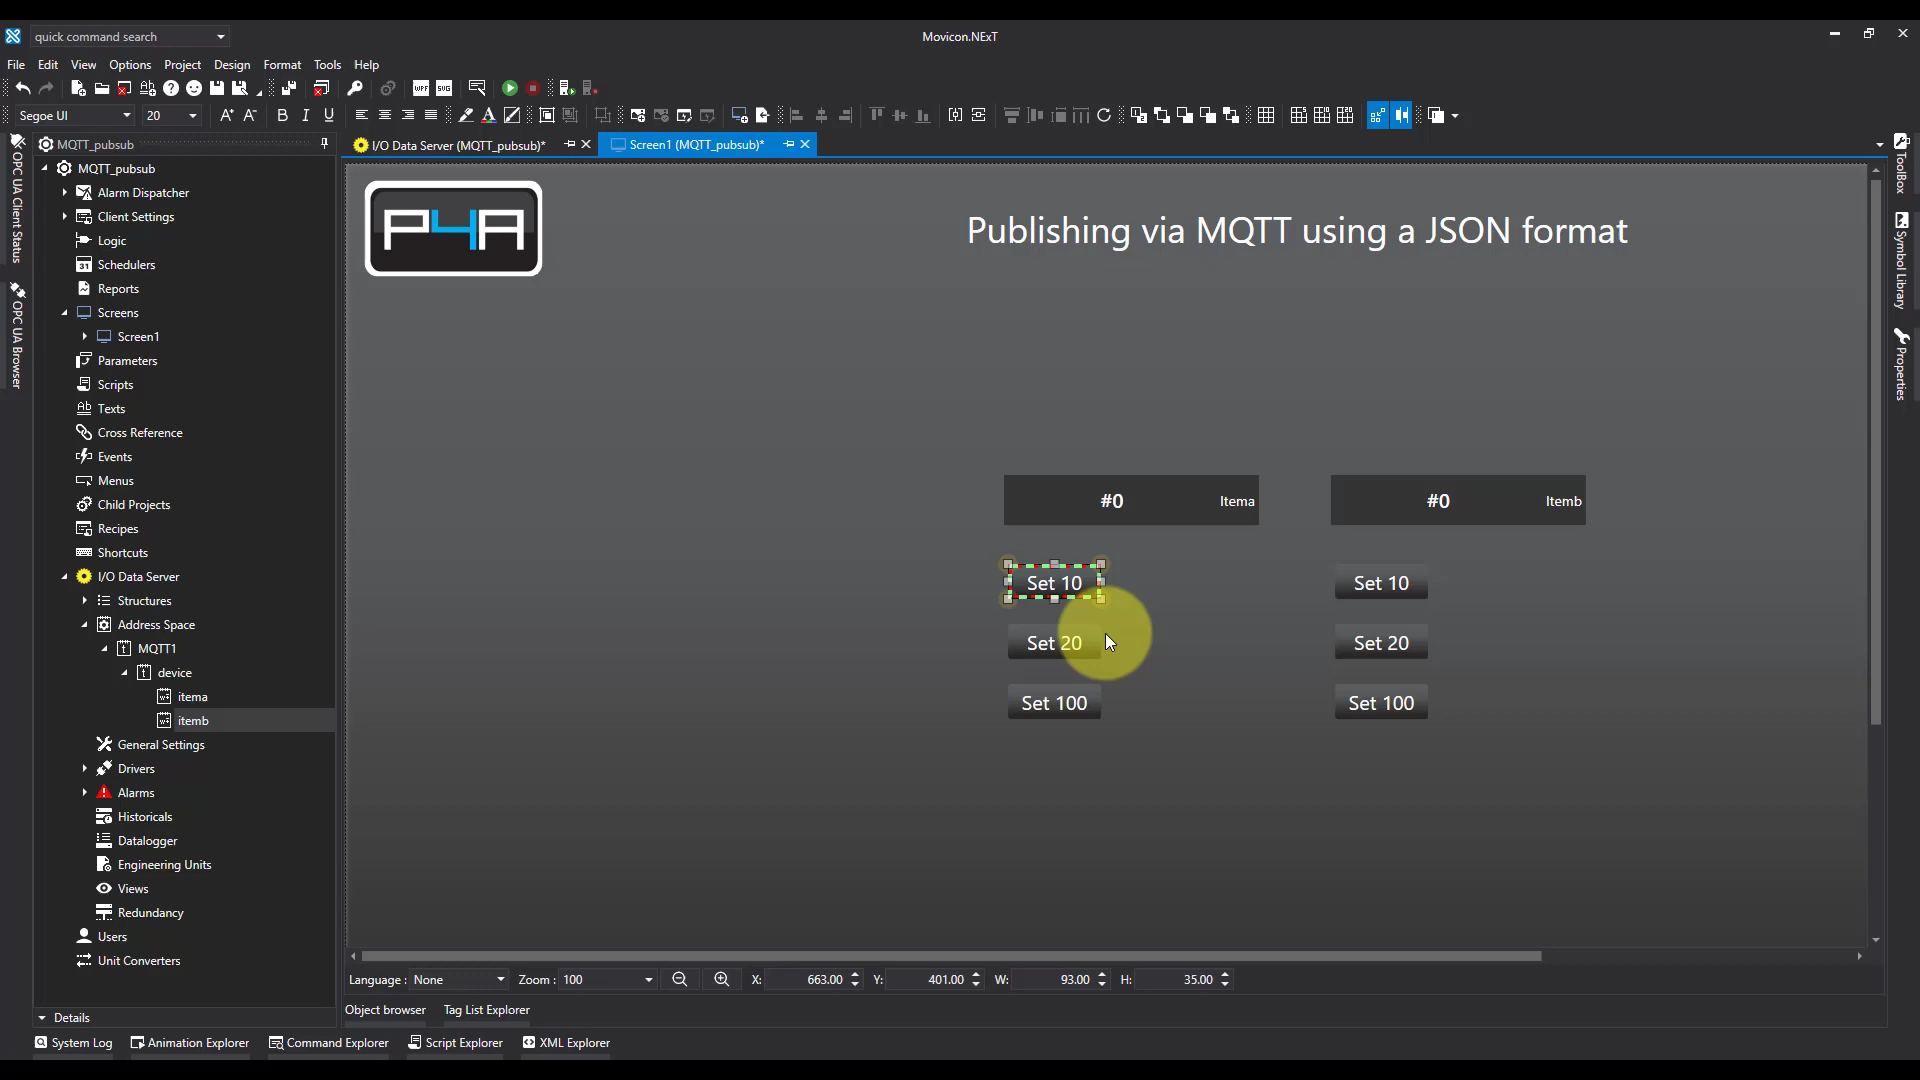 quick command search
Movicon.NExT
File Edit View Options Project Design Format Tools Help
WPF SVG
Segoe UI 20
MQTT_pubsub
I/O Data Server (MQTT_pubsub)*
Screen1 (MQTT_pubsub)*
OPC UA Client Status
OPC UA Browser
MQTT_pubsub
Alarm Dispatcher
Client Settings
Logic
Schedulers
Reports
Screens
Screen1
Parameters
Scripts
Texts
Cross Reference
Events
Menus
Child Projects
Recipes
Shortcuts
I/O Data Server
Structures
Address Space
MQTT1
device
itema
itemb
General Settings
Drivers
Alarms
Historicals
Datalogger
Engineering Units
Views
Redundancy
Users
Unit Converters
Details
P4A
Publishing via MQTT using a JSON format
#0 Itema
#0 Itemb
Set 10
Set 10
Set 20
Set 20
Set 100
Set 100
ToolBox
Symbol Library
Properties
Language : None Zoom : 100 X: 663.00 Y: 401.00 W: 93.00 H: 35.00
Object browser Tag List Explorer
System Log Animation Explorer Command Explorer Script Explorer XML Explorer